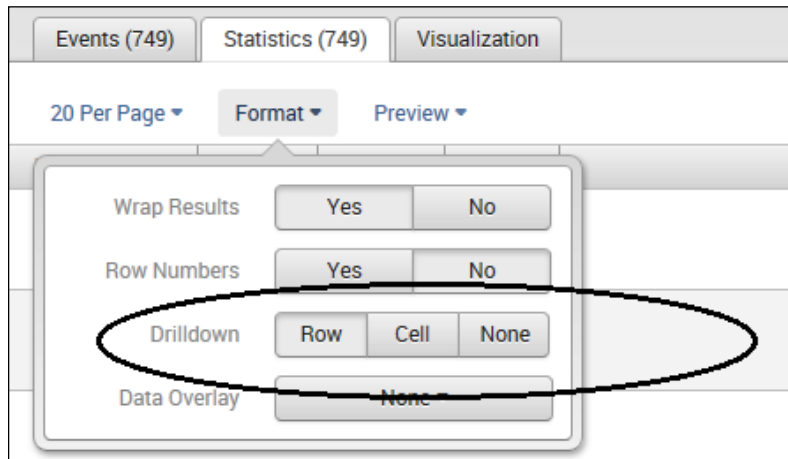 Events (749) Statistics (749) Visualization
20 Per Page Format Preview
Wrap Results Yes No
Row Numbers Yes No
Drilldown Row Cell None
Data Overlay None